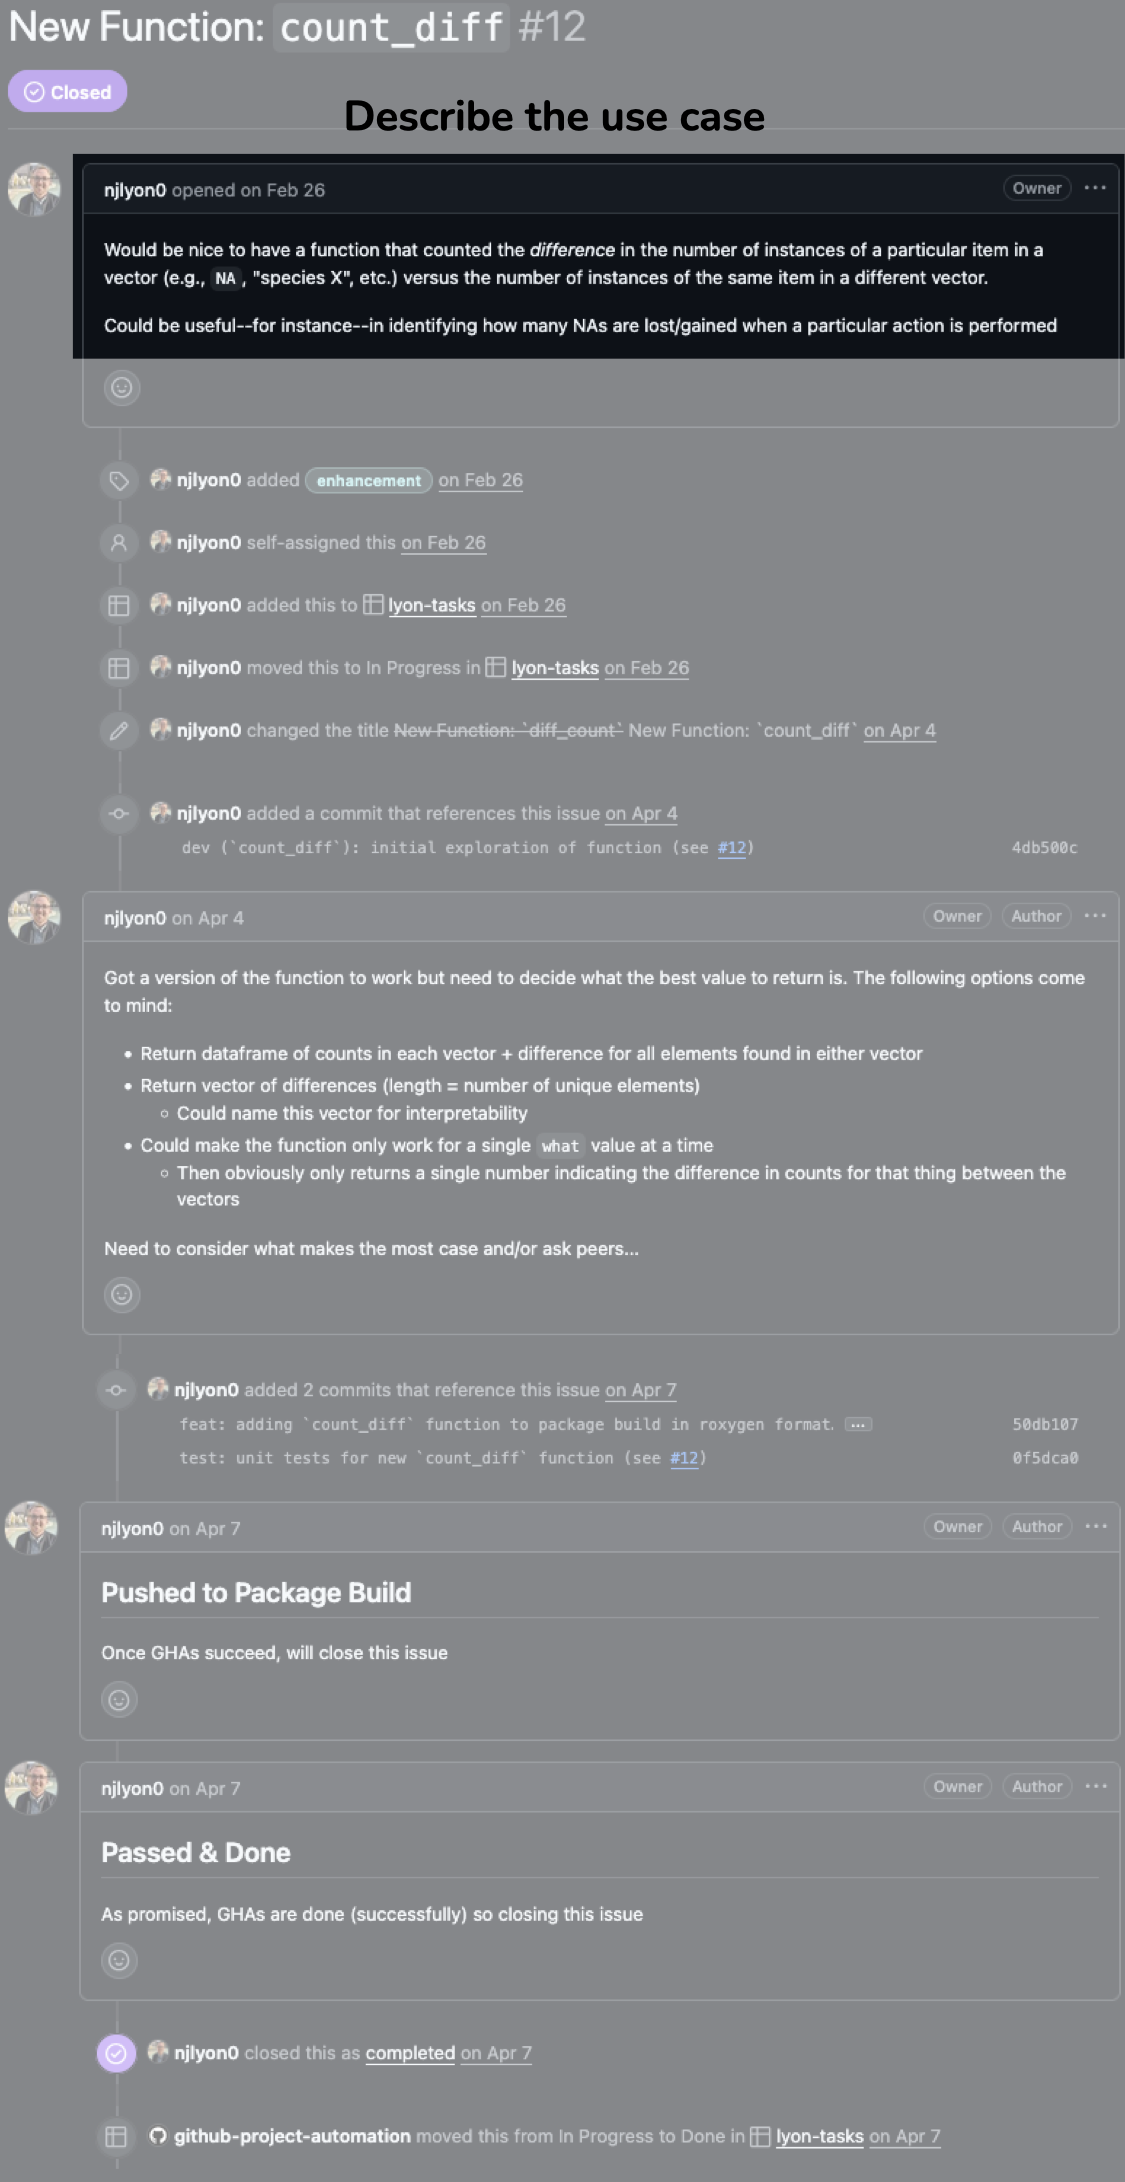 New Function: count_diff #12
Closed
Describe the use case
njlyon0 opened on Feb 26
Owner
Would be nice to have a function that counted the difference in the number of instances of a particular item in a
vector (e.g., NA, "species X", etc.) versus the number of instances of the same item in a different vector.
Could be useful--for instance--in identifying how many NAs are lost/gained when a particular action is performed
njlyon0 added enhancement on Feb 26
njlyon0 self-assigned this on Feb 26
njlyon0 added this to lyon-tasks on Feb 26
njlyon0 moved this to In Progress in lyon-tasks on Feb 26
njlyon0 changed the title New Function: `diff_count` New Function: `count_diff` on Apr 4
njlyon0 added a commit that references this issue on Apr 4
dev (`count_diff`): initial exploration of function (see #12) 4db500c
njlyon0 on Apr 4
Owner Author
Got a version of the function to work but need to decide what the best value to return is. The following options come
to mind:
• Return dataframe of counts in each vector + difference for all elements found in either vector
• Return vector of differences (length = number of unique elements)
◦ Could name this vector for interpretability
• Could make the function only work for a single what value at a time
◦ Then obviously only returns a single number indicating the difference in counts for that thing between the
vectors
Need to consider what makes the most case and/or ask peers...
njlyon0 added 2 commits that reference this issue on Apr 7
feat: adding `count_diff` function to package build in roxygen format. ... 50db107
test: unit tests for new `count_diff` function (see #12) 0f5dca0
njlyon0 on Apr 7
Owner Author
Pushed to Package Build
Once GHAs succeed, will close this issue
njlyon0 on Apr 7
Owner Author
Passed & Done
As promised, GHAs are done (successfully) so closing this issue
njlyon0 closed this as completed on Apr 7
github-project-automation moved this from In Progress to Done in lyon-tasks on Apr 7